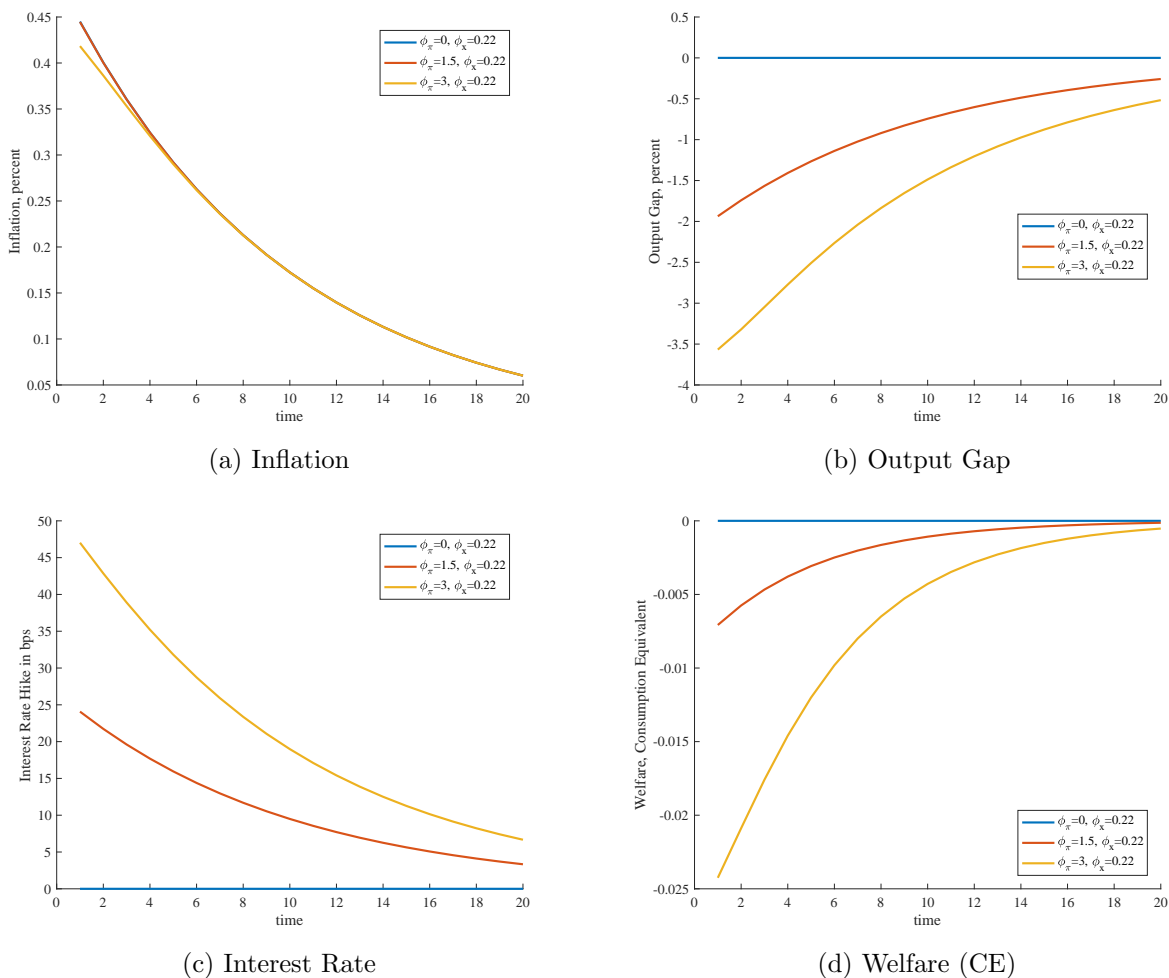 0.45
0.4
0.35
0.3
0.25
0.2
0.15
0.1
0.05
Inflation, percent
0 2 4 6 8 10 12 14 16 18 20
time
ϕπ=0, ϕx=0.22
ϕπ=1.5, ϕx=0.22
ϕπ=3, ϕx=0.22
(a) Inflation
0.5
0
-0.5
-1
-1.5
-2
-2.5
-3
-3.5
-4
Output Gap, percent
0 2 4 6 8 10 12 14 16 18 20
time
ϕπ=0, ϕx=0.22
ϕπ=1.5, ϕx=0.22
ϕπ=3, ϕx=0.22
(b) Output Gap
50
45
40
35
30
25
20
15
10
5
0
Interest Rate Hike in bps
0 2 4 6 8 10 12 14 16 18 20
time
ϕπ=0, ϕx=0.22
ϕπ=1.5, ϕx=0.22
ϕπ=3, ϕx=0.22
(c) Interest Rate
0
-0.005
-0.01
-0.015
-0.02
-0.025
Welfare, Consumption Equivalent
0 2 4 6 8 10 12 14 16 18 20
time
ϕπ=0, ϕx=0.22
ϕπ=1.5, ϕx=0.22
ϕπ=3, ϕx=0.22
(d) Welfare (CE)